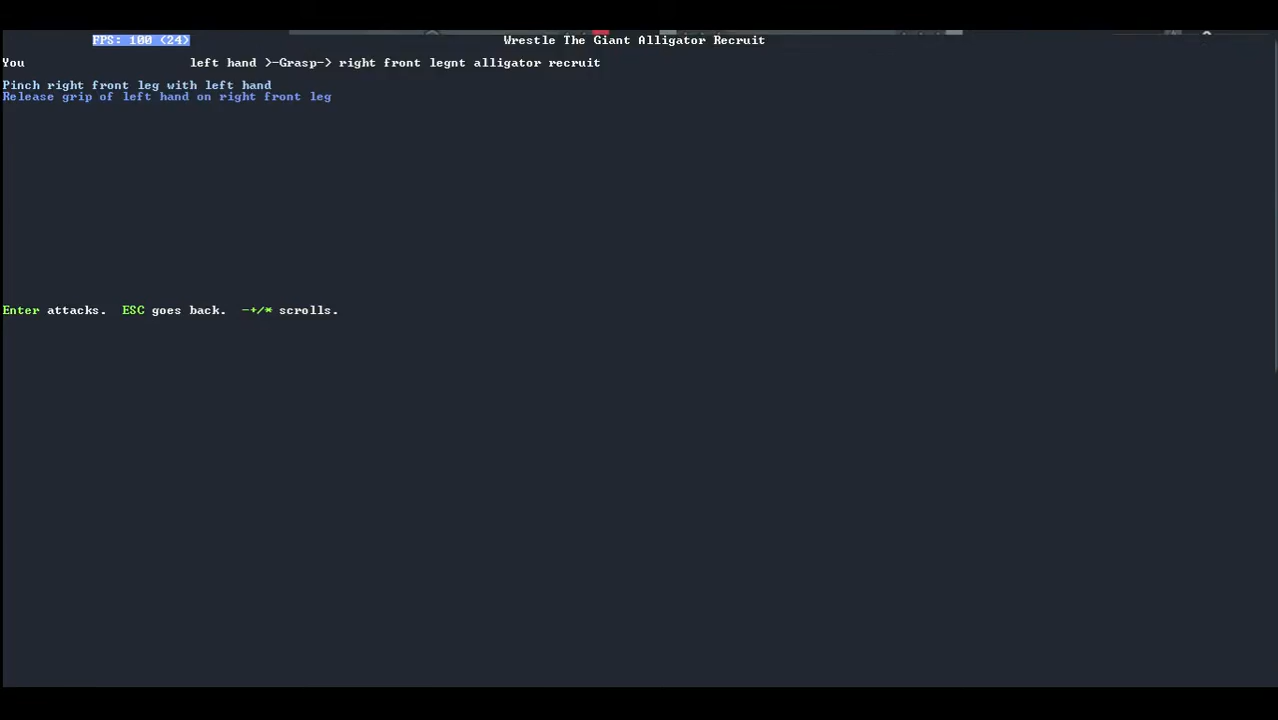 FPS: 100 (24)
Wrestle The Giant Alligator Recruit
You left hand >-Grasp-> right front legnt alligator recruit
Pinch right front leg with left hand
Release grip of left hand on right front leg
Enter attacks. ESC goes back. -+/* scrolls.